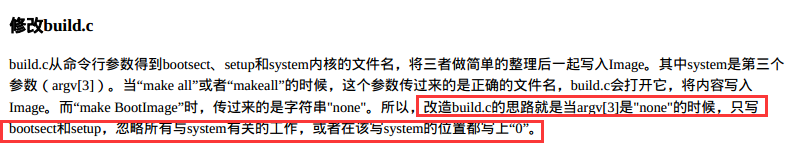 修改build.c
build.c从命令行参数得到bootsect、setup和system内核的文件名，将三者做简单的整理后一起写入Image。其中system是第三个
参数（argv[3]）。当“make all”或者“makeall”的时候，这个参数传过来的是正确的文件名，build.c会打开它，将内容写入
Image。而“make BootImage”时，传过来的是字符串"none"。所以，改造build.c的思路就是当argv[3]是"none"的时候，只写
bootsect和setup，忽略所有与system有关的工作，或者在该写system的位置都写上“0”。